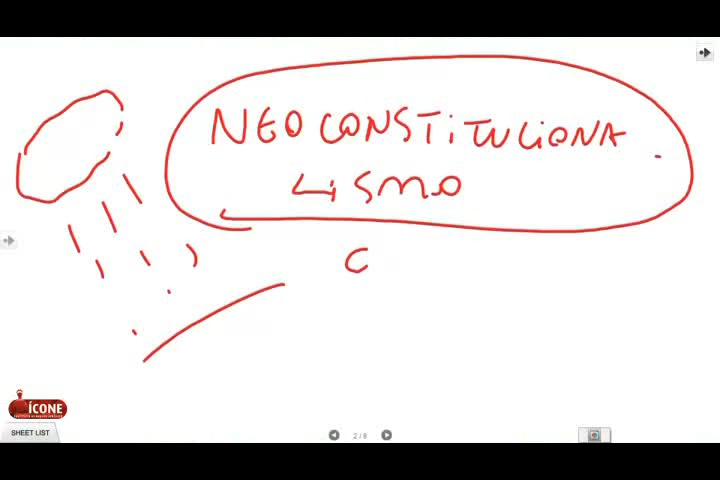 NEOCONSTITUCIONA
LISMO
C
ÍCONE
SHEET LIST
2/8